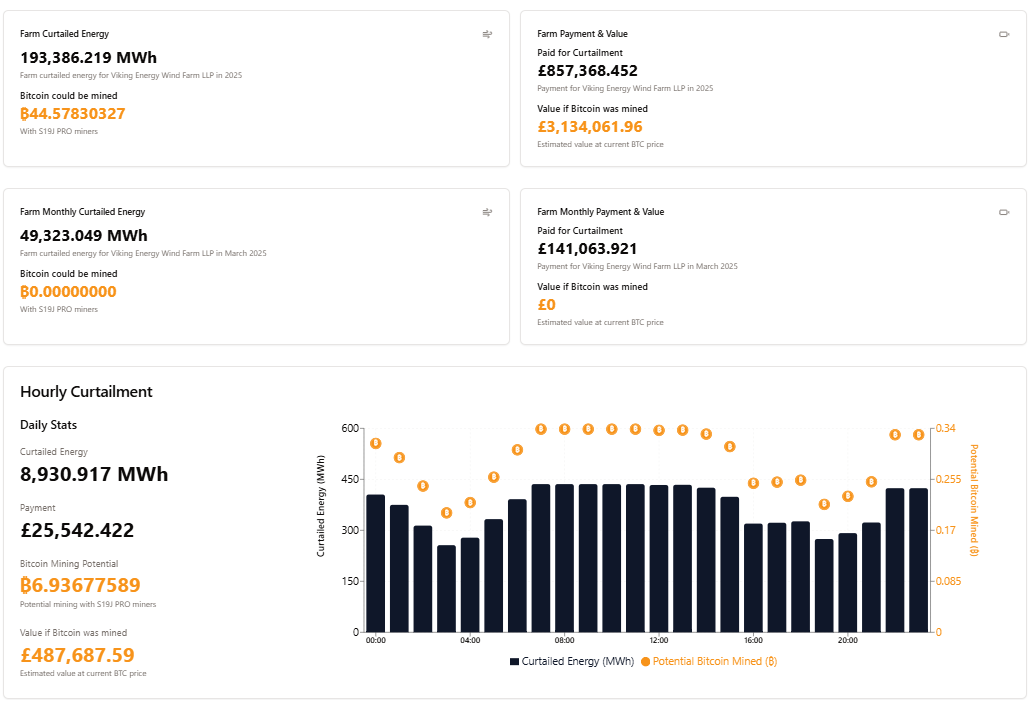 Farm Curtailed Energy
193,386.219 MWh
Farm curtailed energy for Viking Energy Wind Farm LLP in 2025
Bitcoin could be mined
₿44.57830327
With S19J PRO miners
Farm Payment & Value
Paid for Curtailment
£857,368.452
Payment for Viking Energy Wind Farm LLP in 2025
Value if Bitcoin was mined
£3,134,061.96
Estimated value at current BTC price
Farm Monthly Curtailed Energy
49,323.049 MWh
Farm curtailed energy for Viking Energy Wind Farm LLP in March 2025
Bitcoin could be mined
₿0.00000000
With S19J PRO miners
Farm Monthly Payment & Value
Paid for Curtailment
£141,063.921
Payment for Viking Energy Wind Farm LLP in March 2025
Value if Bitcoin was mined
£0
Estimated value at current BTC price
Hourly Curtailment
Daily Stats
Curtailed Energy
8,930.917 MWh
Payment
£25,542.422
Bitcoin Mining Potential
₿6.93677589
Potential mining with S19J PRO miners
Value if Bitcoin was mined
£487,687.59
Estimated value at current BTC price
Curtailed Energy (MWh)
600
450
300
150
0
00:00 04:00 08:00 12:00 16:00 20:00
0.34
0.255
0.17
0.085
0
Potential Bitcoin Mined (₿)
Curtailed Energy (MWh) Potential Bitcoin Mined (₿)